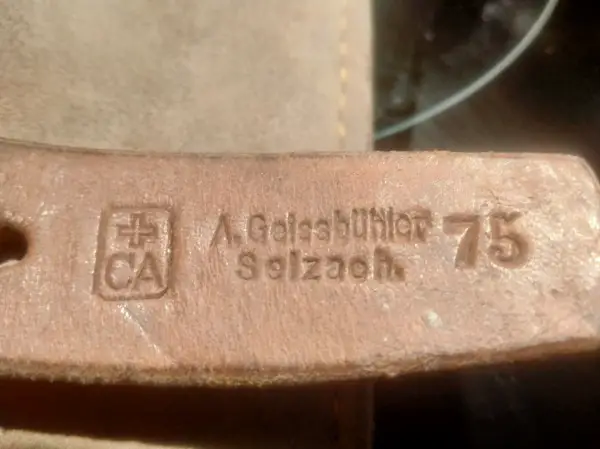 CA
A. Geissbühler
Selzach.
75